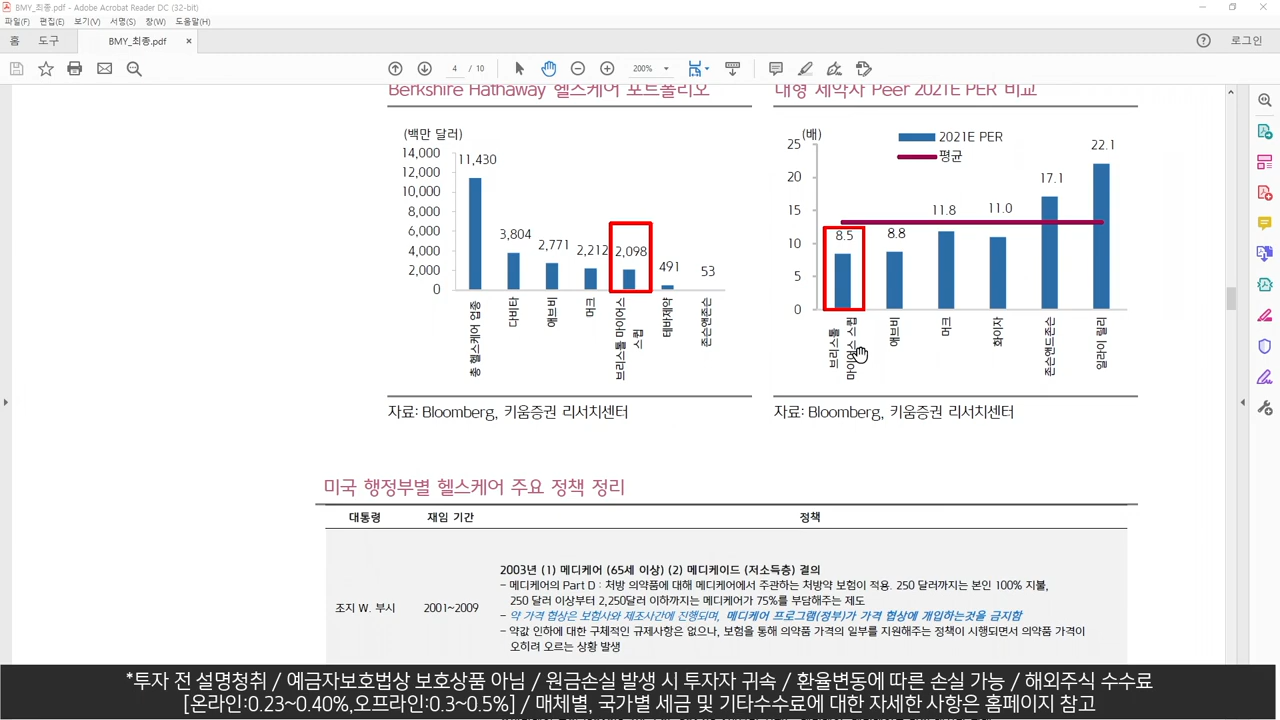 BMY_최종.pdf - Adobe Acrobat Reader DC (32-bit)
파일(F) 편집(E) 보기(V) 서명(S) 창(W) 도움말(H)
홈 도구 BMY_최종.pdf × 로그인
4 / 10 200%
Berkshire Hathaway 헬스케어 포트폴리오
(백만 달러)
14,000
12,000
10,000
8,000
6,000
4,000
2,000
0
11,430
3,804
2,771
2,212
2,098
491
53
총 헬스케어 업종
다비타
애브비
머크
브리스톨마이어스
스큅
테바제약
존슨앤존슨
자료: Bloomberg, 키움증권 리서치센터
대형 제약사 Peer 2021E PER 비교
(배)
2021E PER
평균
25
20
15
10
5
0
8.5
8.8
11.8
11.0
17.1
22.1
브리스톨
마이어스 스큅
애브비
머크
화이자
존슨앤드존슨
일라이 릴리
자료: Bloomberg, 키움증권 리서치센터
미국 행정부별 헬스케어 주요 정책 정리
대통령 재임 기간 정책
조지 W. 부시 2001~2009
2003년 (1) 메디케어 (65세 이상) (2) 메디케이드 (저소득층) 결의
– 메디케어의 Part D : 처방 의약품에 대해 메디케어에서 주관하는 처방약 보험이 적용. 250 달러까지는 본인 100% 지불,
250 달러 이상부터 2,250달러 이하까지는 메디케어가 75%를 부담해주는 제도
– 약 가격 협상은 보험사와 제조사간에 진행되며, 메디케어 프로그램(정부)가 가격 협상에 개입하는것을 금지함
– 약값 인하에 대한 구체적인 규제사항은 없으나, 보험을 통해 의약품 가격의 일부를 지원해주는 정책이 시행되면서 의약품 가격이
오히려 오르는 상황 발생
*투자 전 설명청취 / 예금자보호법상 보호상품 아님 / 원금손실 발생 시 투자자 귀속 / 환율변동에 따른 손실 가능 / 해외주식 수수료
[온라인:0.23~0.40%,오프라인:0.3~0.5%] / 매체별, 국가별 세금 및 기타수수료에 대한 자세한 사항은 홈페이지 참고